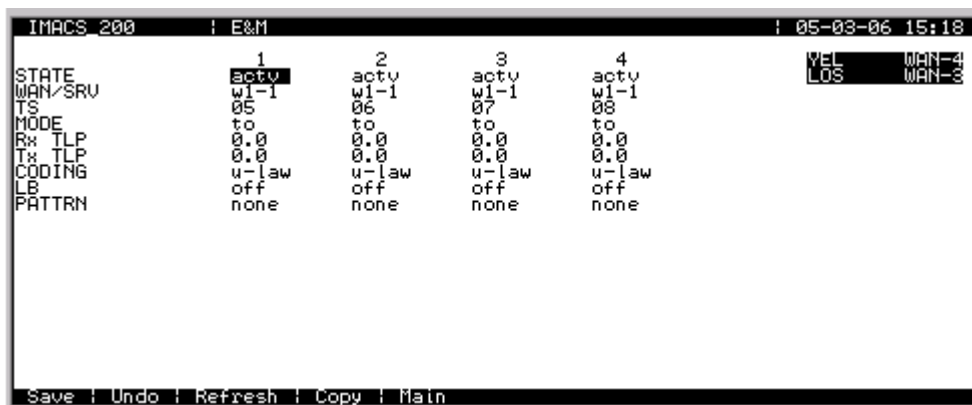 IMACS_200 ¦ E&M ¦ 05-03-06 15:18
1 2 3 4 YEL WAN-4
STATE actv actv actv actv LOS WAN-3
WAN/SRV w1-1 w1-1 w1-1 w1-1
TS 05 06 07 08
MODE to to to to
Rx TLP 0.0 0.0 0.0 0.0
Tx TLP 0.0 0.0 0.0 0.0
CODING u-law u-law u-law u-law
LB off off off off
PATTRN none none none none
Save ¦ Undo ¦ Refresh ¦ Copy ¦ Main